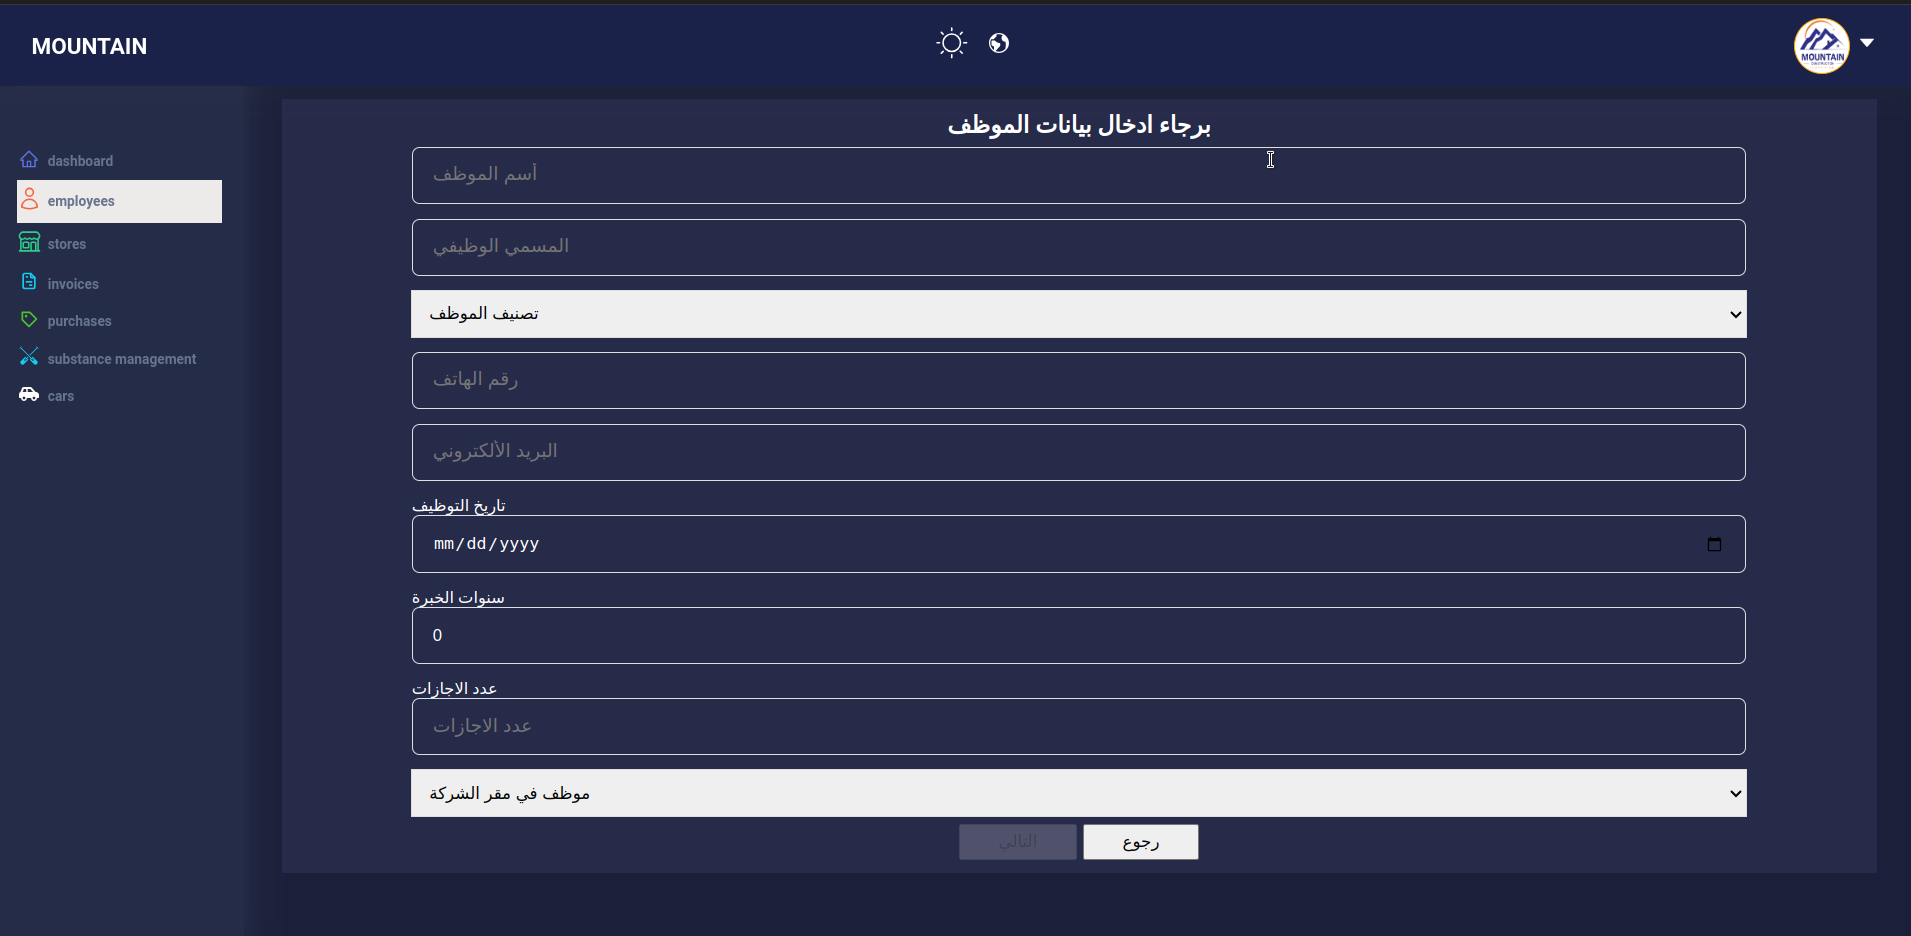 MOUNTAIN
MOUNTAIN
dashboard
employees
stores
invoices
purchases
substance management
cars
برجاء ادخال بيانات الموظف
أسم الموظف
المسمي الوظيفي
تصنيف الموظف
رقم الهاتف
البريد الألكتروني
تاريخ التوظيف
mm/dd/yyyy
سنوات الخبرة
0
عدد الاجازات
عدد الاجازات
موظف في مقر الشركة
التالي
رجوع